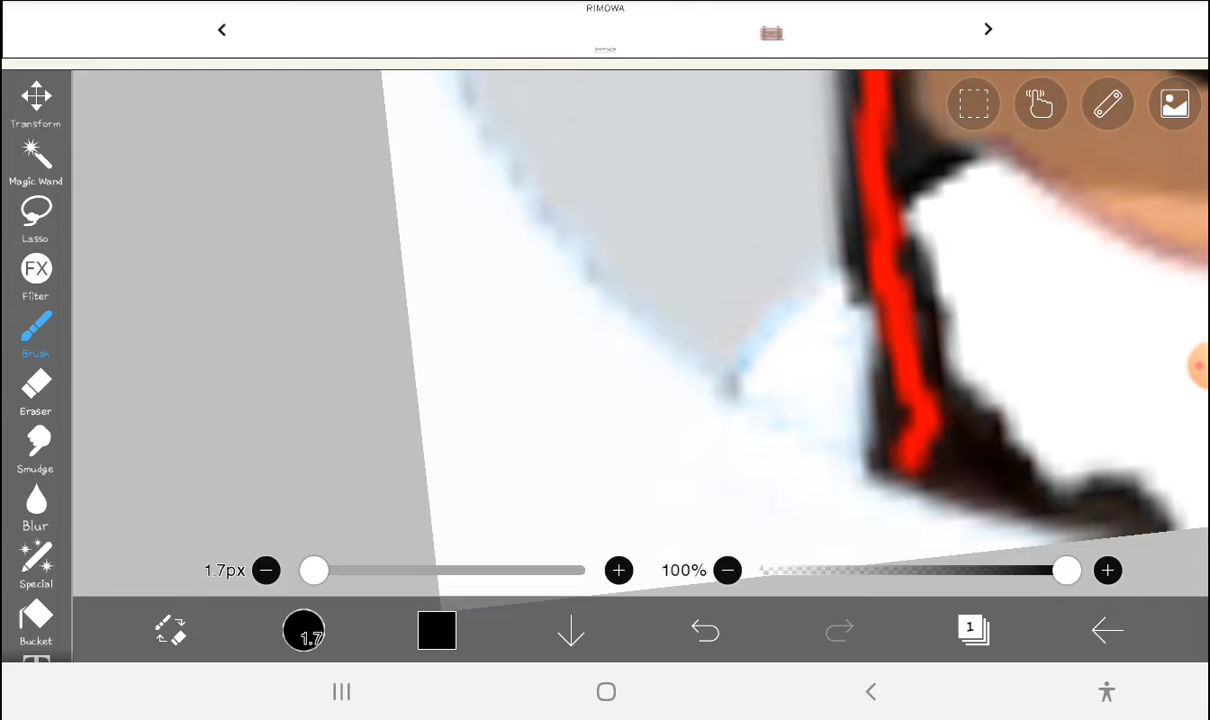 RIMOWA
Transform
Magic Wand
Lasso
FX
Filter
Brush
Eraser
Smudge
Blur
Special
Bucket
1.7px
100%
1.7
1